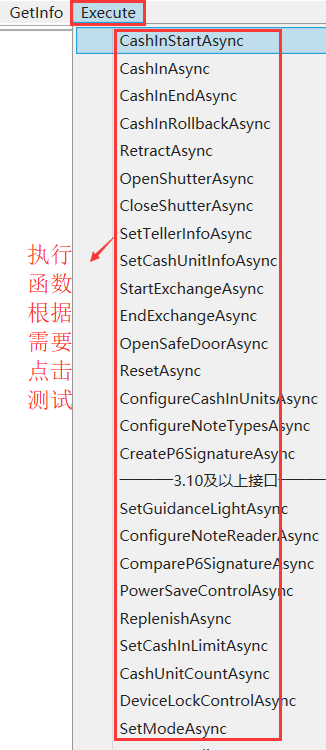 GetInfo Execute
CashInStartAsync
CashInAsync
CashInEndAsync
CashInRollbackAsync
RetractAsync
OpenShutterAsync
CloseShutterAsync
SetTellerInfoAsync
SetCashUnitInfoAsync
StartExchangeAsync
EndExchangeAsync
OpenSafeDoorAsync
ResetAsync
ConfigureCashInUnitsAsync
ConfigureNoteTypesAsync
CreateP6SignatureAsync
————3.10及以上接口————
SetGuidanceLightAsync
ConfigureNoteReaderAsync
CompareP6SignatureAsync
PowerSaveControlAsync
ReplenishAsync
SetCashInLimitAsync
CashUnitCountAsync
DeviceLockControlAsync
SetModeAsync
执行
函数
根据
需要
点击
测试